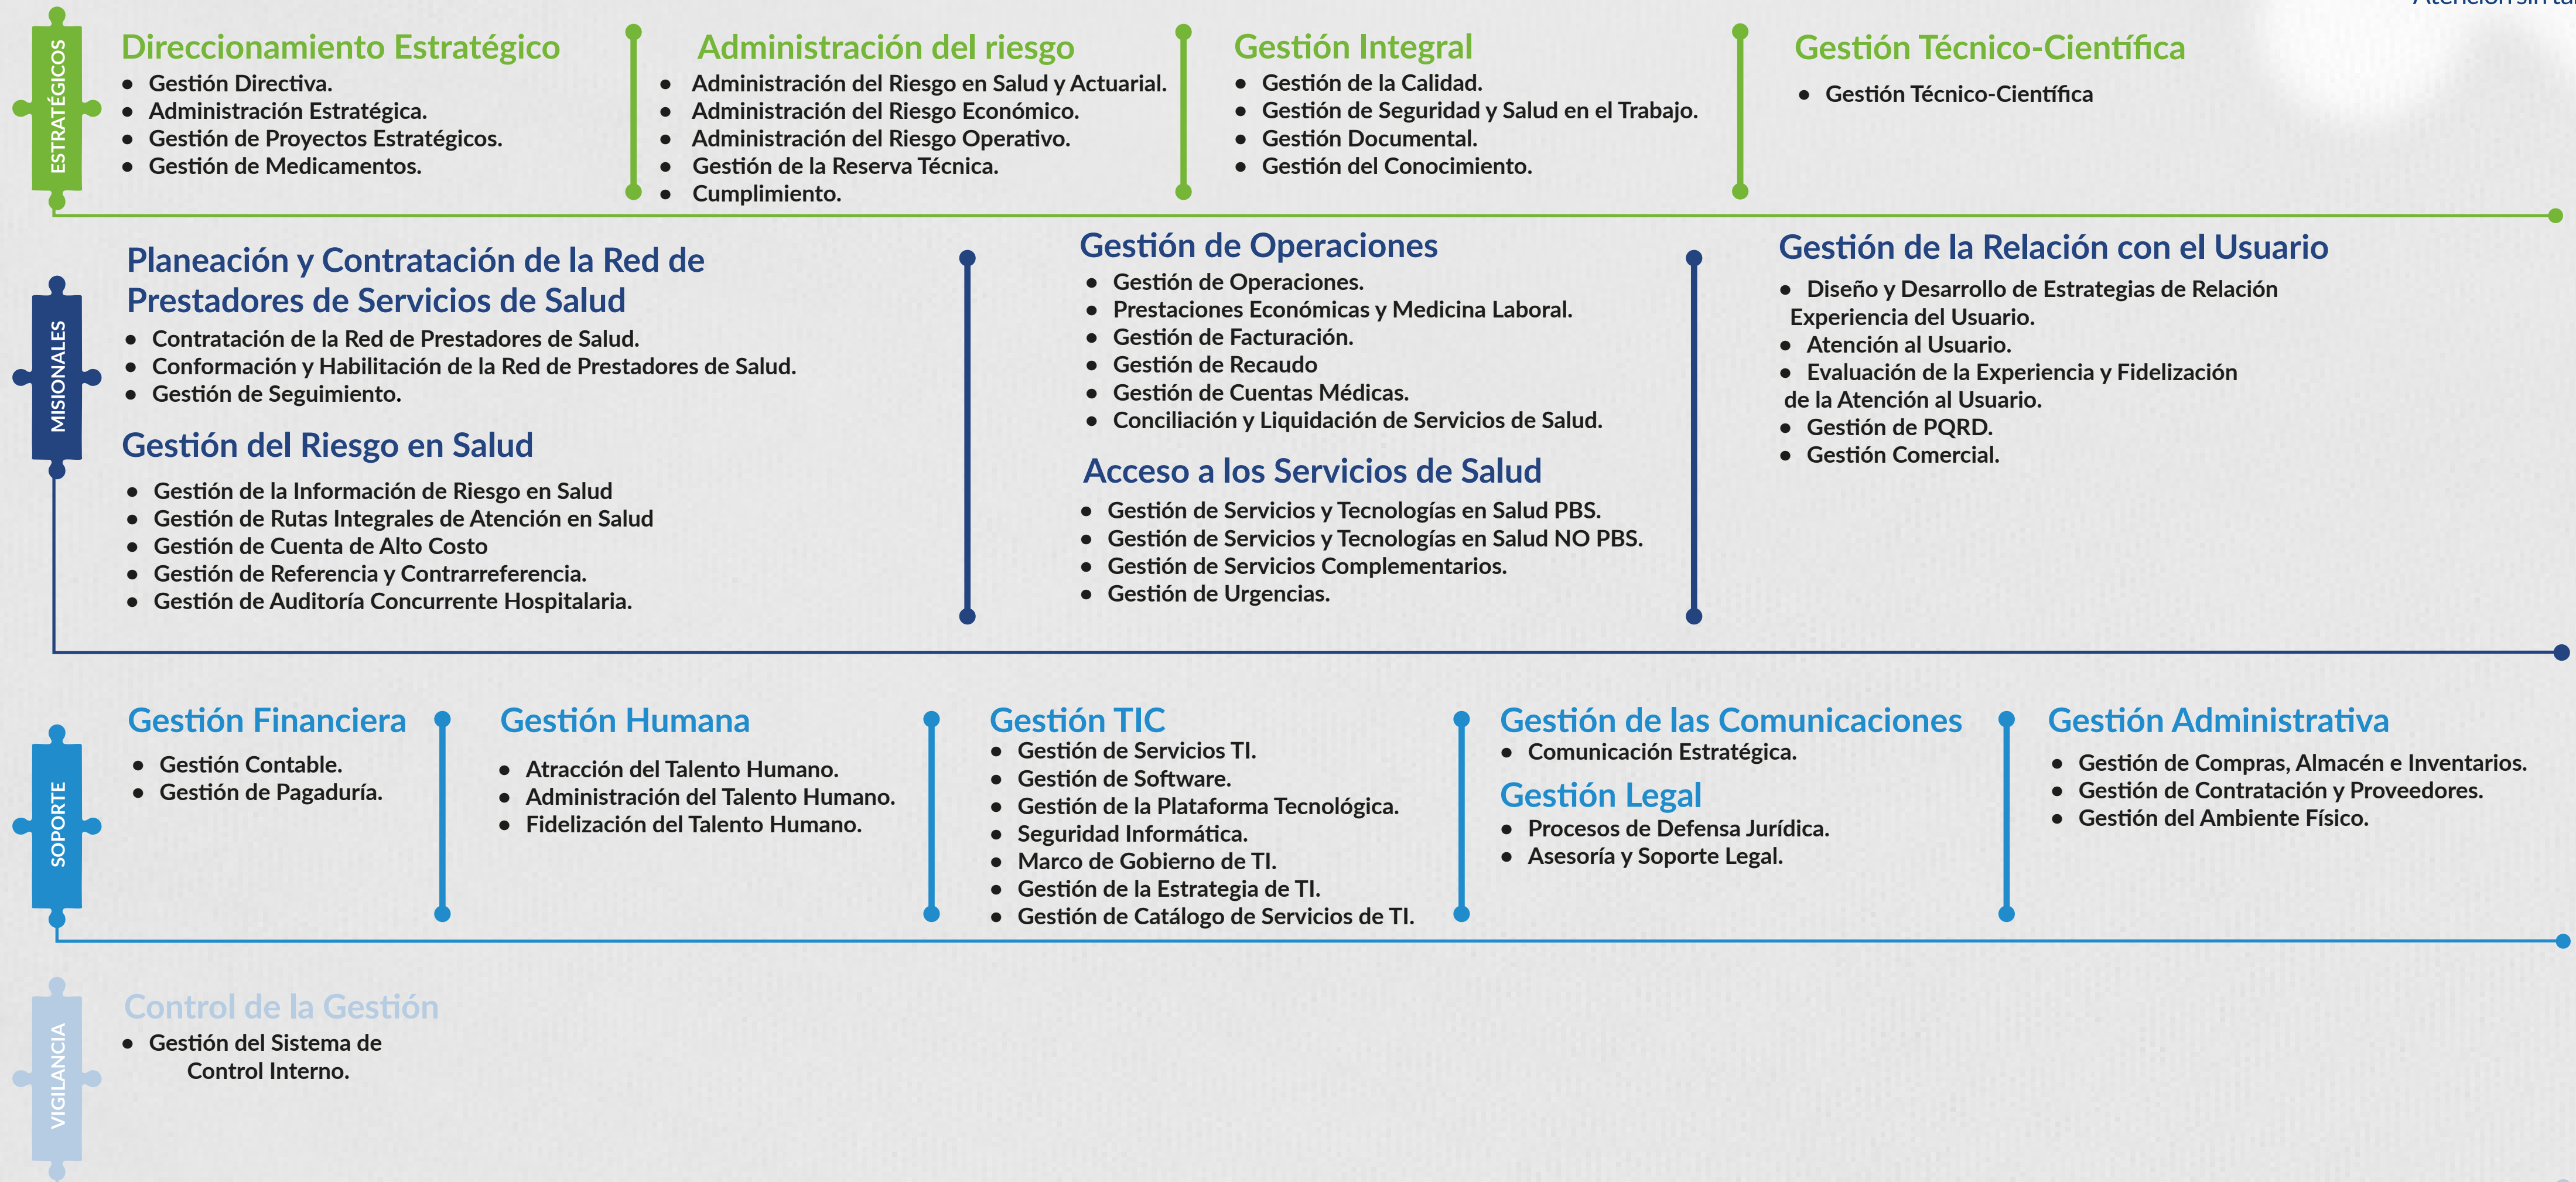 Atención sin
ESTRATÉGICOS
Direccionamiento Estratégico
• Gestión Directiva.
• Administración Estratégica.
• Gestión de Proyectos Estratégicos.
• Gestión de Medicamentos.
Administración del riesgo
• Administración del Riesgo en Salud y Actuarial.
• Administración del Riesgo Económico.
• Administración del Riesgo Operativo.
• Gestión de la Reserva Técnica.
• Cumplimiento.
Gestión Integral
• Gestión de la Calidad.
• Gestión de Seguridad y Salud en el Trabajo.
• Gestión Documental.
• Gestión del Conocimiento.
Gestión Técnico-Científica
• Gestión Técnico-Científica
MISIONALES
Planeación y Contratación de la Red de
Prestadores de Servicios de Salud
• Contratación de la Red de Prestadores de Salud.
• Conformación y Habilitación de la Red de Prestadores de Salud.
• Gestión de Seguimiento.
Gestión del Riesgo en Salud
• Gestión de la Información de Riesgo en Salud
• Gestión de Rutas Integrales de Atención en Salud
• Gestión de Cuenta de Alto Costo
• Gestión de Referencia y Contrarreferencia.
• Gestión de Auditoría Concurrente Hospitalaria.
Gestión de Operaciones
• Gestión de Operaciones.
• Prestaciones Económicas y Medicina Laboral.
• Gestión de Facturación.
• Gestión de Recaudo
• Gestión de Cuentas Médicas.
• Conciliación y Liquidación de Servicios de Salud.
Acceso a los Servicios de Salud
• Gestión de Servicios y Tecnologías en Salud PBS.
• Gestión de Servicios y Tecnologías en Salud NO PBS.
• Gestión de Servicios Complementarios.
• Gestión de Urgencias.
Gestión de la Relación con el Usuario
• Diseño y Desarrollo de Estrategias de Relación
Experiencia del Usuario.
• Atención al Usuario.
• Evaluación de la Experiencia y Fidelización
de la Atención al Usuario.
• Gestión de PQRD.
• Gestión Comercial.
SOPORTE
Gestión Financiera
• Gestión Contable.
• Gestión de Pagaduría.
Gestión Humana
• Atracción del Talento Humano.
• Administración del Talento Humano.
• Fidelización del Talento Humano.
Gestión TIC
• Gestión de Servicios TI.
• Gestión de Software.
• Gestión de la Plataforma Tecnológica.
• Seguridad Informática.
• Marco de Gobierno de TI.
• Gestión de la Estrategia de TI.
• Gestión de Catálogo de Servicios de TI.
Gestión de las Comunicaciones
• Comunicación Estratégica.
Gestión Legal
• Procesos de Defensa Jurídica.
• Asesoría y Soporte Legal.
Gestión Administrativa
• Gestión de Compras, Almacén e Inventarios.
• Gestión de Contratación y Proveedores.
• Gestión del Ambiente Físico.
VIGILANCIA
Control de la Gestión
• Gestión del Sistema de
Control Interno.